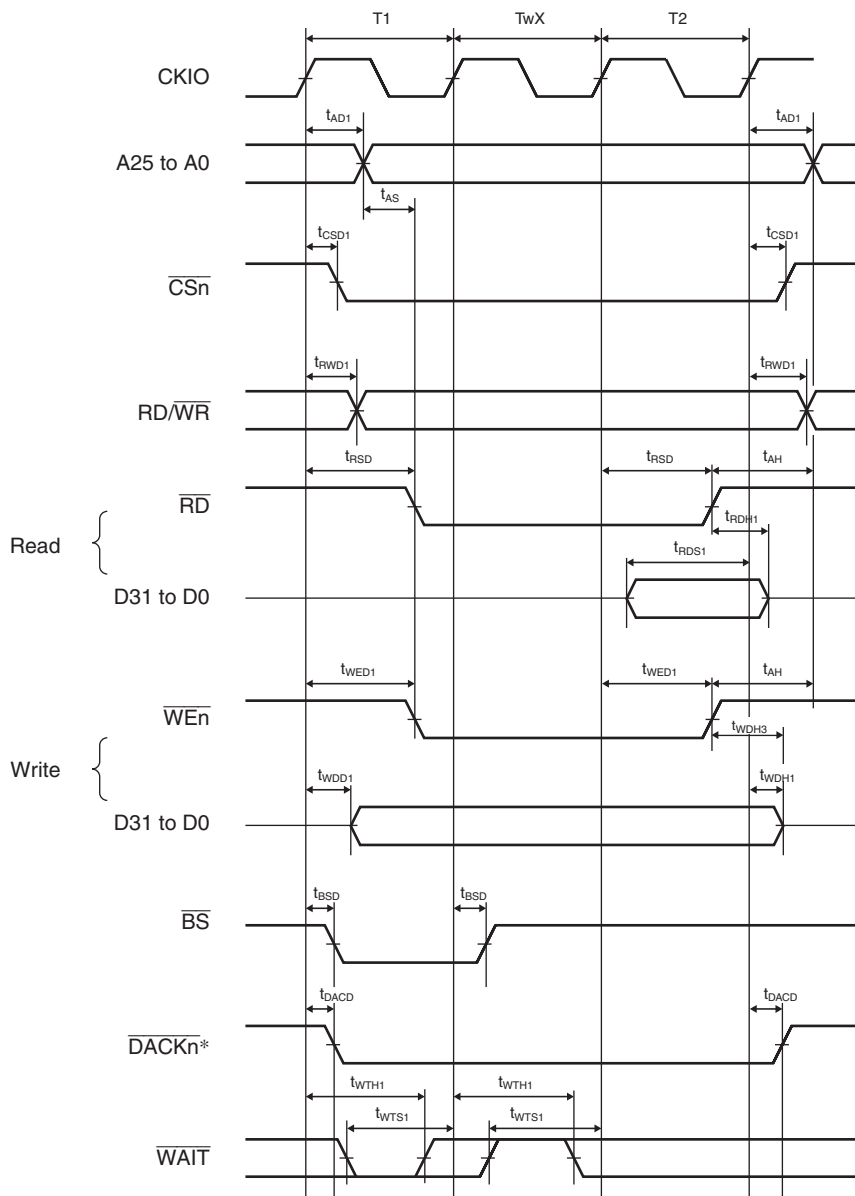 T1 TwX T2
CKIO
tAD1 tAD1
A25 to A0
tAS
tCSD1 tCSD1
CSn
tRWD1 tRWD1
RD/WR
tRSD tRSD tAH
RD
tRDH1
Read
tRDS1
D31 to D0
tWED1 tWED1 tAH
WEn
tWDH3
Write
tWDD1 tWDH1
D31 to D0
tBSD tBSD
BS
tDACD tDACD
DACKn*
tWTH1 tWTH1
tWTS1 tWTS1
WAIT